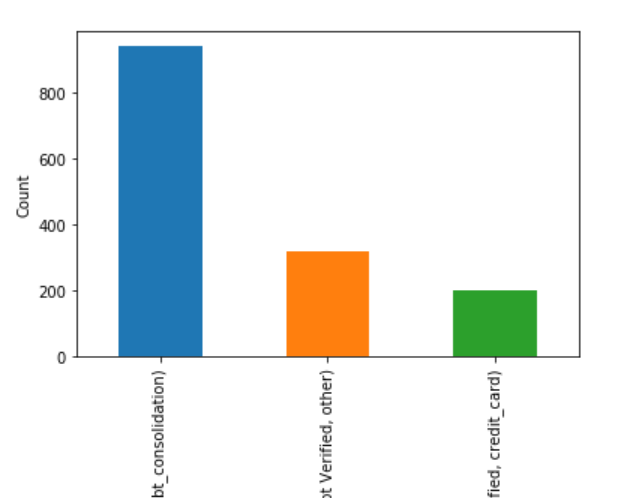 800
600
400
200
0
Count
bt_consolidation)
ot Verified, other)
fied, credit_card)